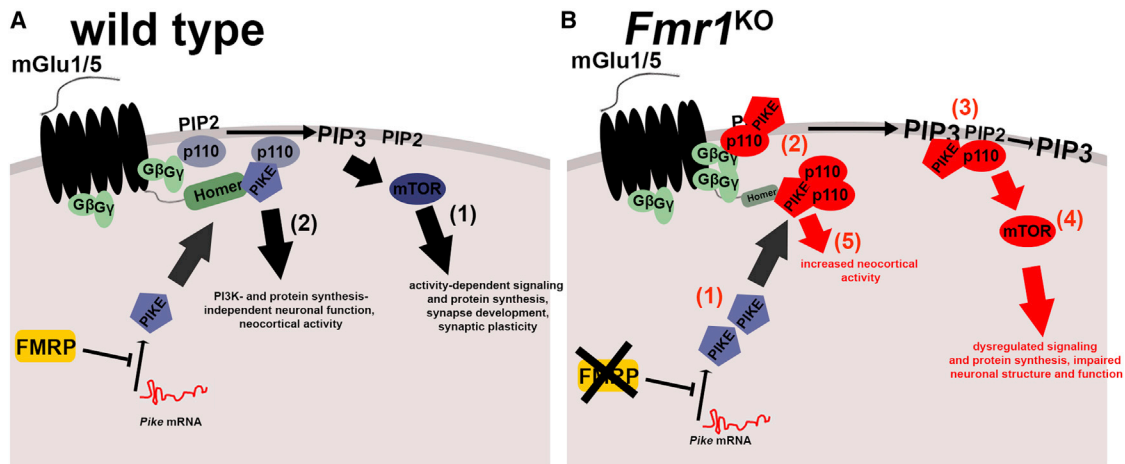 A
wild type
mGlu1/5
PIP2
PIP3
PIP2
p110
p110
GβGγ
GβGγ
Homer
PIKE
mTOR
(2)
(1)
PI3K- and protein synthesis-
independent neuronal function,
neocortical activity
activity-dependent signaling
and protein synthesis,
synapse development,
synaptic plasticity
PIKE
FMRP
Pike mRNA
B
Fmr1KO
mGlu1/5
P
PIKE
p110
(2)
GβGγ
GβGγ
GβGγ
Homer
PIKE
p110
p110
(5)
increased neocortical
activity
(3)
PIP3
PIP2
PIP3
PIKE
p110
mTOR
(4)
dysregulated signaling
and protein synthesis, impaired
neuronal structure and function
(1)
PIKE
PIKE
FMRP
Pike mRNA